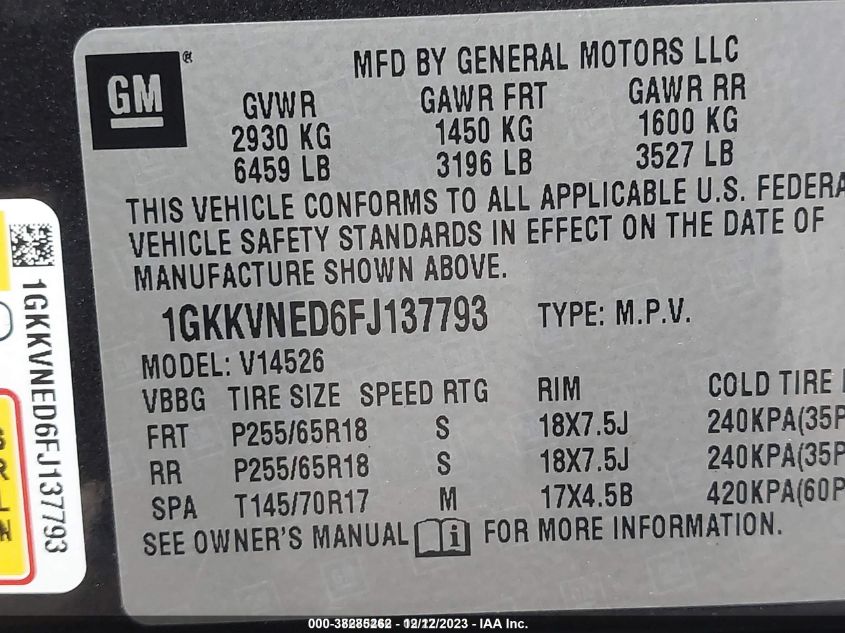 GM ®
MFD BY GENERAL MOTORS LLC
GVWR GAWR FRT GAWR RR
2930 KG 1450 KG 1600 KG
6459 LB 3196 LB 3527 LB
THIS VEHICLE CONFORMS TO ALL APPLICABLE U.S. FEDERA
VEHICLE SAFETY STANDARDS IN EFFECT ON THE DATE OF
MANUFACTURE SHOWN ABOVE.
1GKKVNED6FJ137793 TYPE: M.P.V.
MODEL: V14526
VBBG TIRE SIZE SPEED RTG RIM COLD TIRE
FRT P255/65R18 S 18X7.5J 240KPA(35P
RR P255/65R18 S 18X7.5J 240KPA(35P
SPA T145/70R17 M 17X4.5B 420KPA(60P
SEE OWNER'S MANUAL i FOR MORE INFORMATION.
1GKKVNED6FJ137793